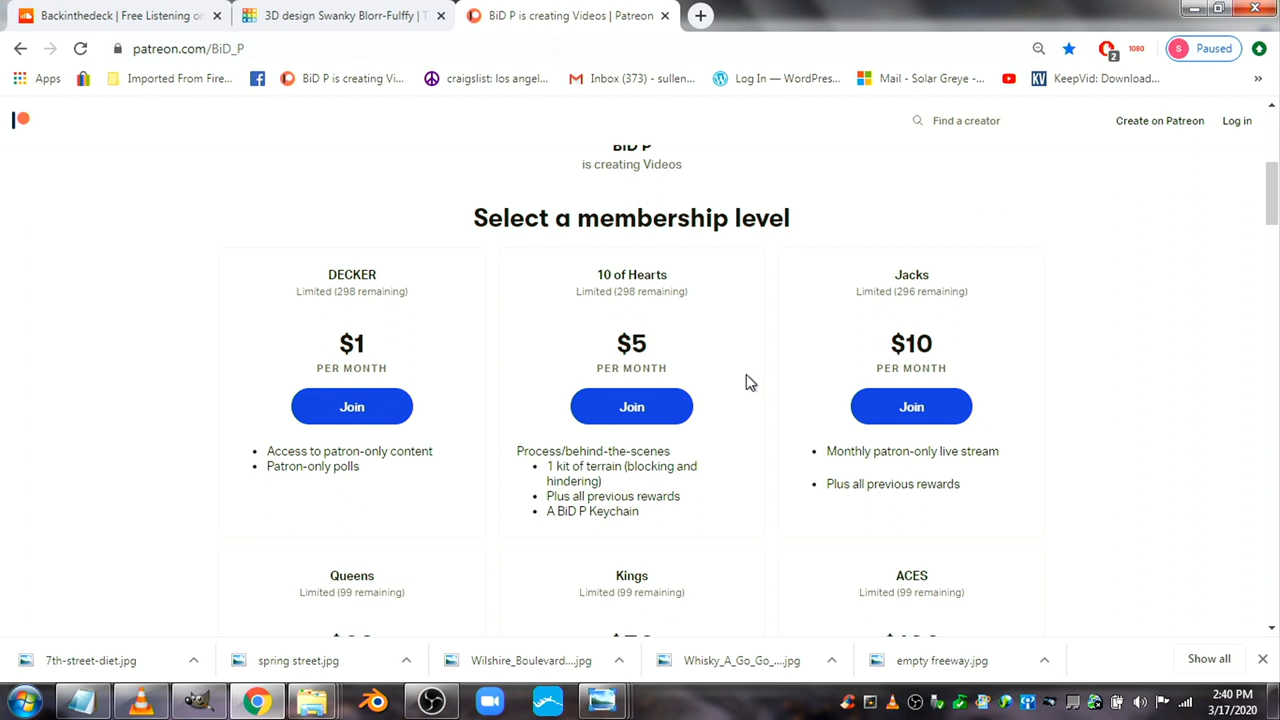 Backinthedeck | Free Listening on
3D design Swanky Blorr-Fulffy | T
BiD P is creating Videos | Patreon
patreon.com/BiD_P
2
1080
S
Paused
Apps
Imported From Fire...
BiD P is creating Vi...
craigslist: los angel...
Inbox (373) - sullen...
Log In — WordPres...
Mail - Solar Greye -...
KV
KeepVid: Download...
»
Find a creator
Create on Patreon
Log in
BiD P
is creating Videos
Select a membership level
DECKER
Limited (298 remaining)
$1
PER MONTH
Join
• Access to patron-only content
• Patron-only polls
10 of Hearts
Limited (298 remaining)
$5
PER MONTH
Join
Process/behind-the-scenes
• 1 kit of terrain (blocking and
hindering)
• Plus all previous rewards
• A BiD P Keychain
Jacks
Limited (296 remaining)
$10
PER MONTH
Join
• Monthly patron-only live stream
• Plus all previous rewards
Queens
Limited (99 remaining)
Kings
Limited (99 remaining)
ACES
Limited (99 remaining)
7th-street-diet.jpg
spring street.jpg
Wilshire_Boulevard....jpg
Whisky_A_Go_Go_....jpg
empty freeway.jpg
Show all
2:40 PM
3/17/2020